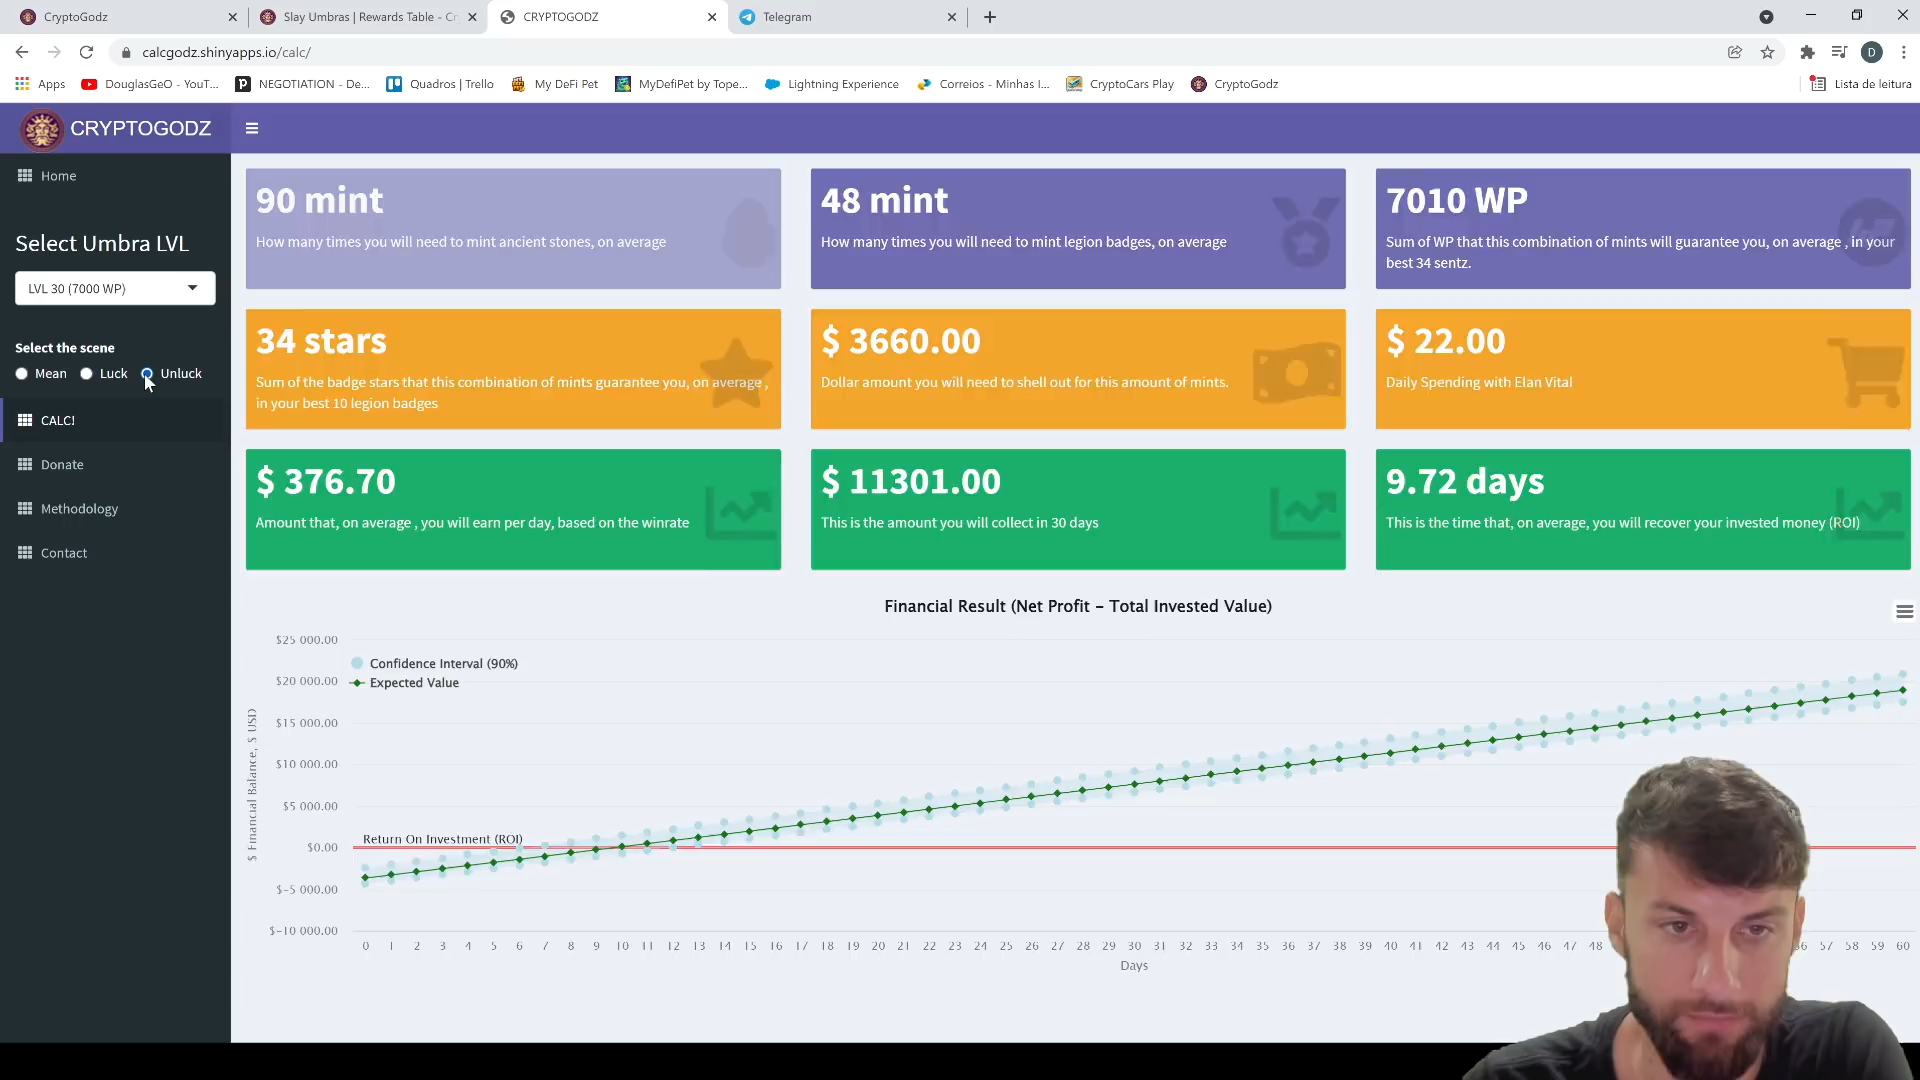 CryptoGodz
Slay Umbras | Rewards Table - Cr
CRYPTOGODZ
Telegram
calcgodz.shinyapps.io/calc/
D
Apps
DouglasGeO - YouT...
NEGOTIATION - De...
Quadros | Trello
My DeFi Pet
MyDefiPet by Tope...
Lightning Experience
Correios - Minhas I...
CryptoCars Play
CryptoGodz
Lista de leitura
CRYPTOGODZ
Home
Select Umbra LVL
LVL 30 (7000 WP)
Select the scene
Mean
Luck
Unluck
CALC!
Donate
Methodology
Contact
90 mint
How many times you will need to mint ancient stones, on average
48 mint
How many times you will need to mint legion badges, on average
7010 WP
Sum of WP that this combination of mints will guarantee you, on average , in your
best 34 sentz.
34 stars
Sum of the badge stars that this combination of mints guarantee you, on average ,
in your best 10 legion badges
$ 3660.00
Dollar amount you will need to shell out for this amount of mints.
$ 22.00
Daily Spending with Elan Vital
$ 376.70
Amount that, on average , you will earn per day, based on the winrate
$ 11301.00
This is the amount you will collect in 30 days
9.72 days
This is the time that, on average, you will recover your invested money (ROI)
Financial Result (Net Profit – Total Invested Value)
$ Financial Balance, $ USD
$25 000.00
$20 000.00
$15 000.00
$10 000.00
$5 000.00
$0.00
$-5 000.00
$-10 000.00
Confidence Interval (90%)
Expected Value
Return On Investment (ROI)
0 1 2 3 4 5 6 7 8 9 10 11 12 13 14 15 16 17 18 19 20 21 22 23 24 25 26 27 28 29 30 31 32 33 34 35 36 37 38 39 40 41 42 43 44 45 46 47 48 56 57 58 59 60
Days